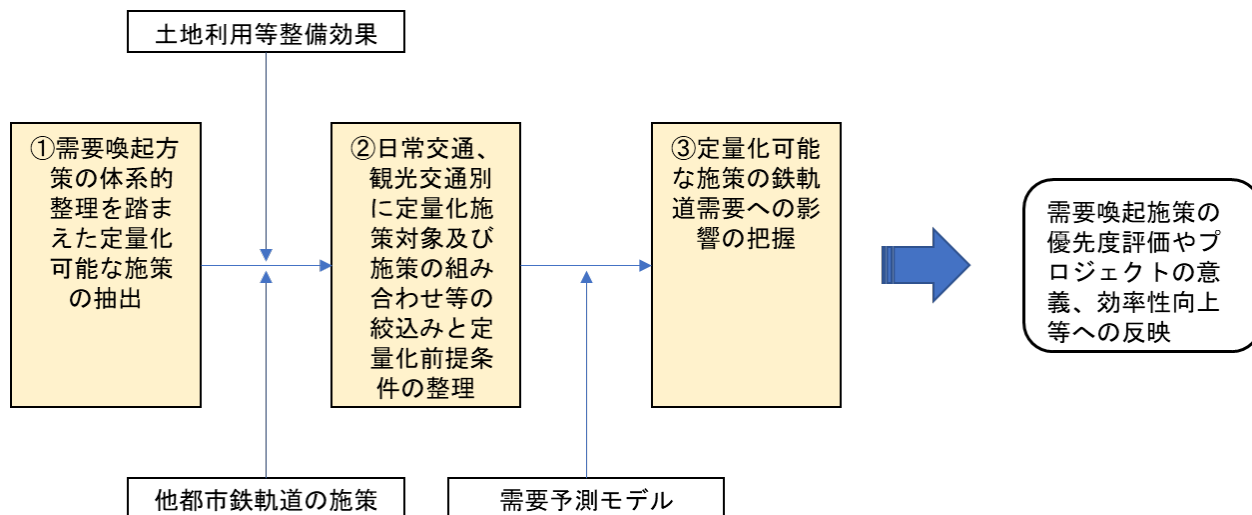 土地利用等整備効果
①需要喚起方
策の体系的
整理を踏ま
えた定量化
可能な施策
の抽出
②日常交通、
観光交通別
に定量化施
策対象及び
施策の組み
合わせ等の
絞込みと定
量化前提条
件の整理
③定量化可能
な施策の鉄軌
道需要への影
響の把握
需要喚起施策の
優先度評価やプ
ロジェクトの意
義、効率性向上
等への反映
他都市鉄軌道の施策
需要予測モデル